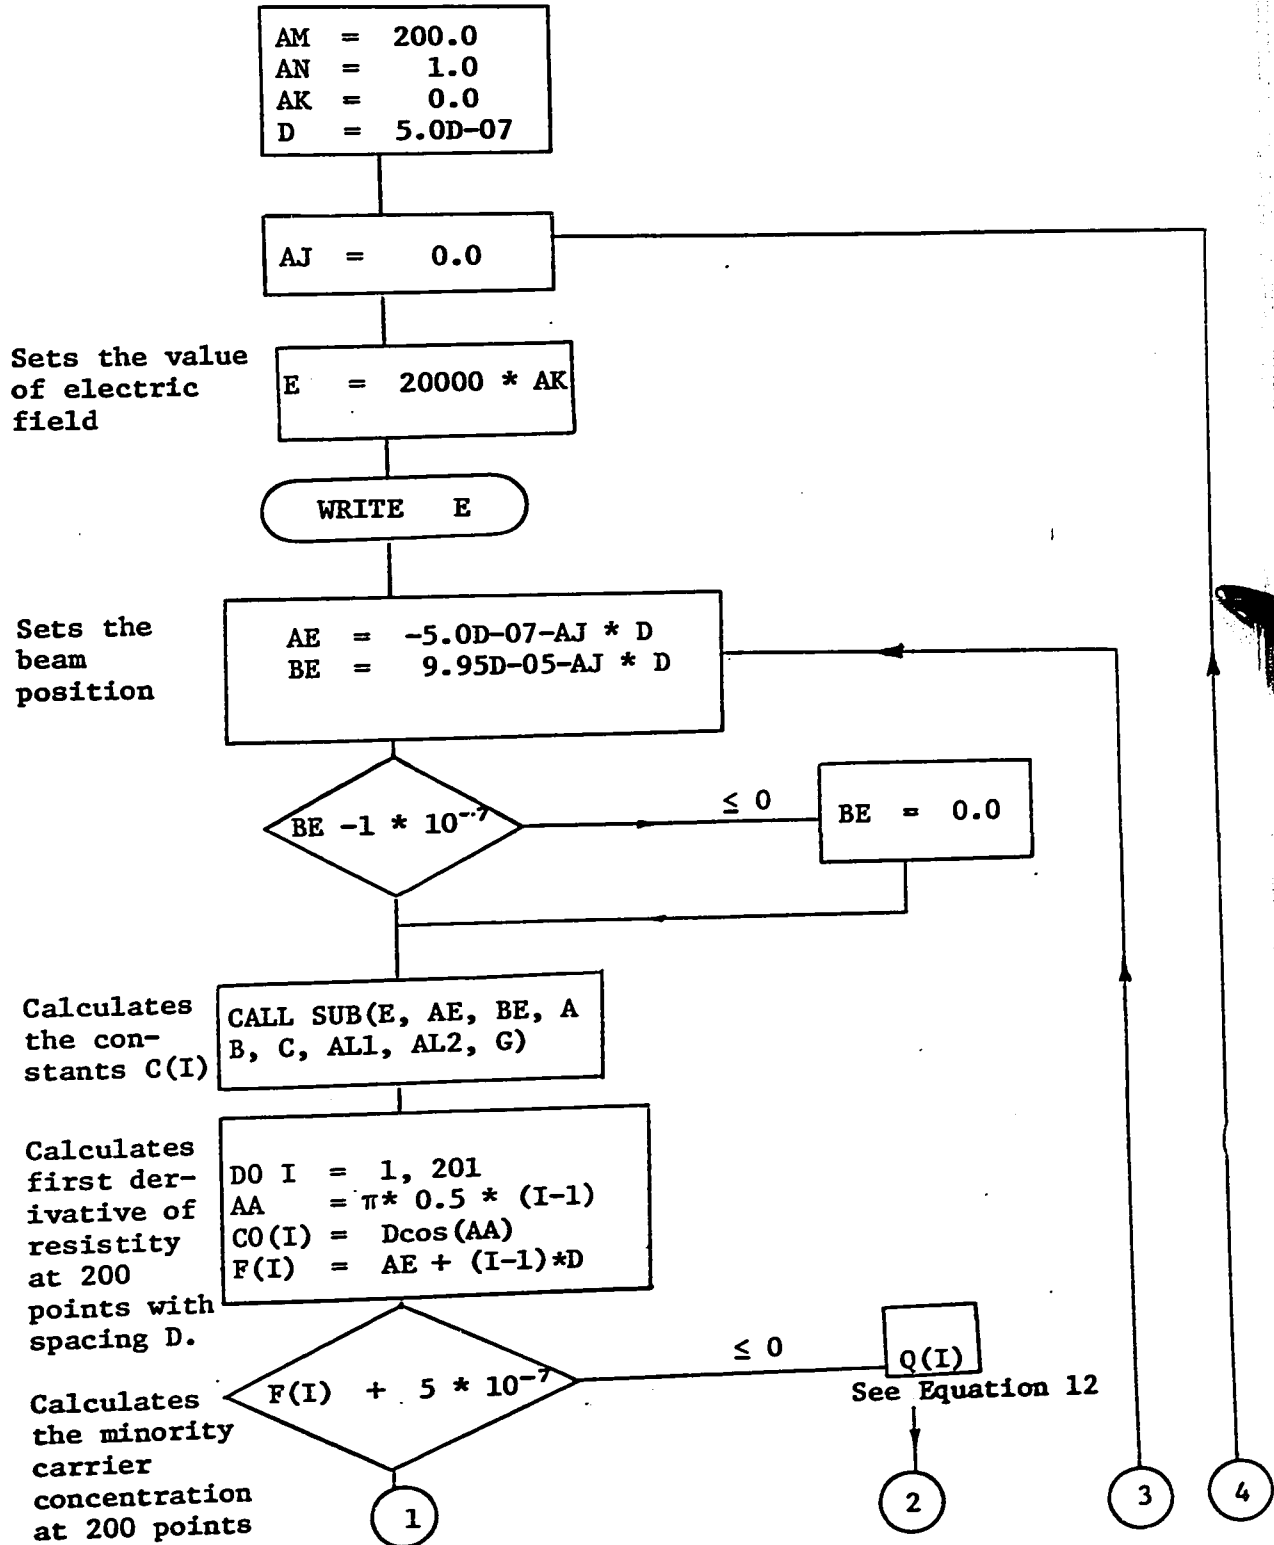 AM = 200.0
AN = 1.0
AK = 0.0
D = 5.0D-07
AJ = 0.0
Sets the value
of electric
field
E = 20000 * AK
WRITE E
Sets the
beam
position
AE = -5.0D-07-AJ * D
BE = 9.95D-05-AJ * D
BE -1 * 10⁻⁷
≤ 0
BE = 0.0
Calculates
the con-
stants C(I)
CALL SUB(E, AE, BE, A
B, C, AL1, AL2, G)
Calculates
first der-
ivative of
resistity
at 200
points with
spacing D.
DO I = 1, 201
AA = π* 0.5 * (I-1)
CO(I) = Dcos(AA)
F(I) = AE + (I-1)*D
Calculates
the minority
carrier
concentration
at 200 points
F(I) + 5 * 10⁻⁷
≤ 0
Q(I)
See Equation 12
1
2
3
4